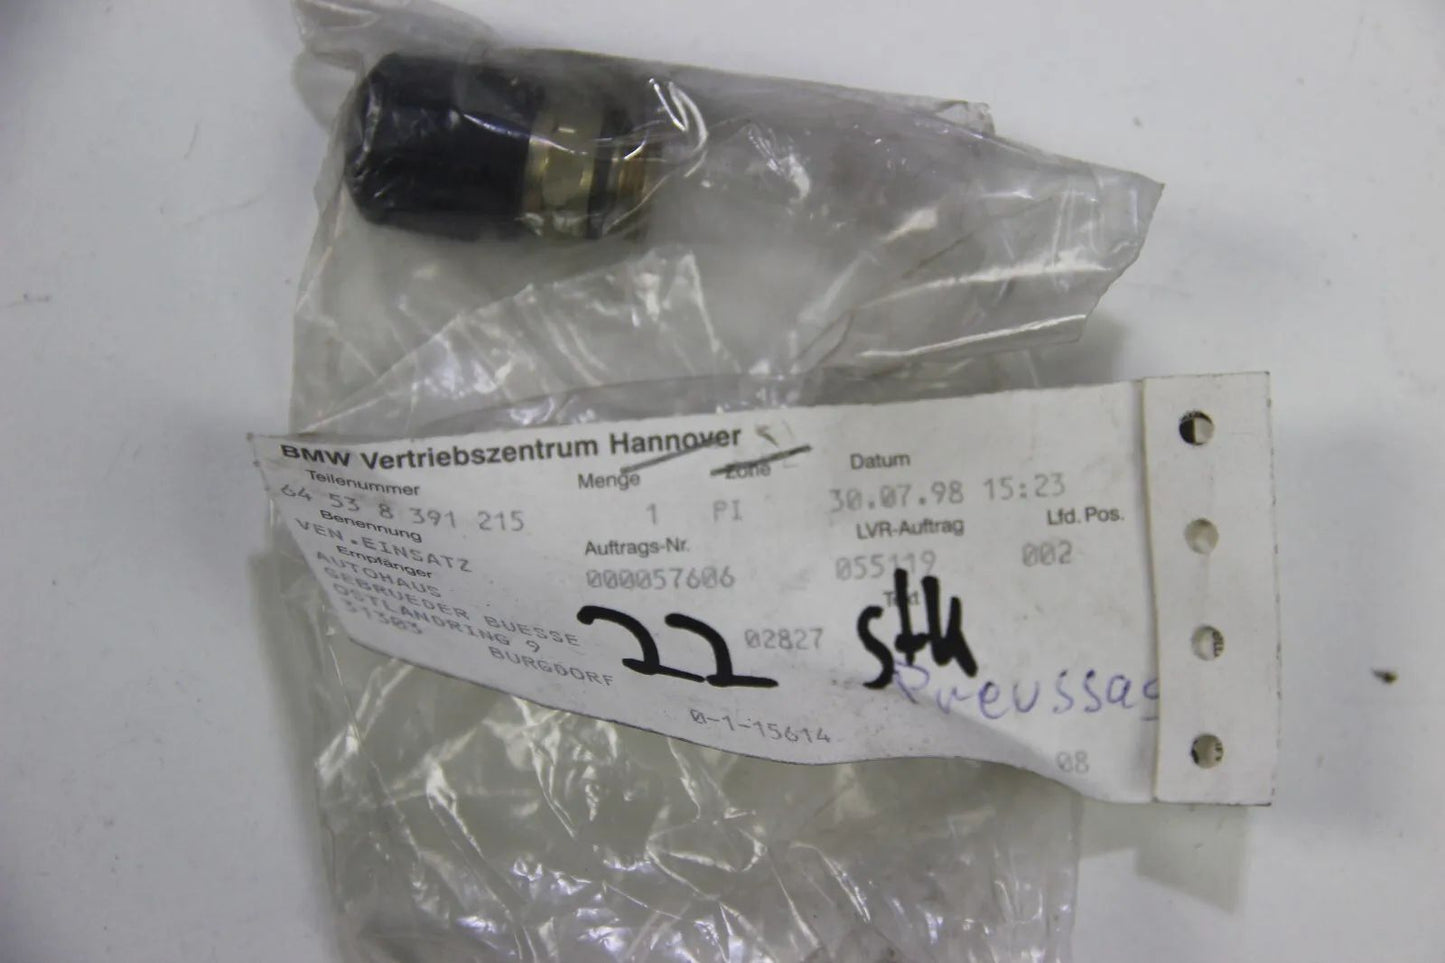 BMW Vertriebszentrum Hannover
Teilenummer Menge Zone Datum
64 53 8 391 215 1 PI 30.07.98 15:23
Benennung Auftrags-Nr. LVR-Auftrag Lfd. Pos.
VEN.EINSATZ 000057606 055119 002
Empfänger Text
AUTOHAUS
GEBRUEDER BUESSE 02827
OSTLANDRING 9
31303 BURGDORF
22 stk
Preussag
0-1-15614
08